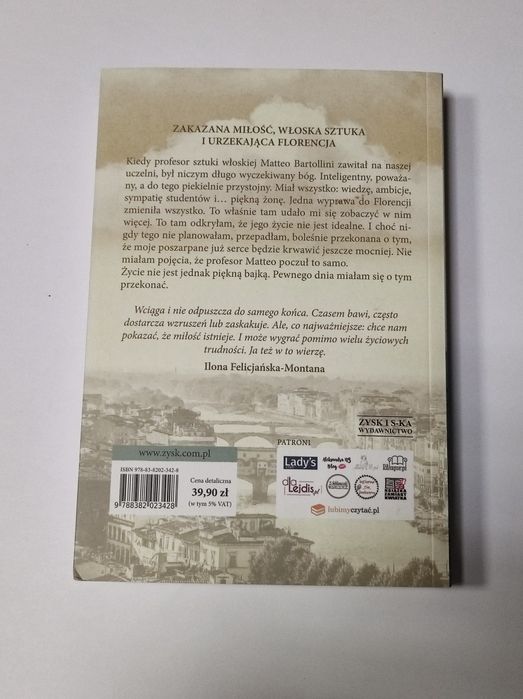 ZAKAZANA MIŁOŚĆ, WŁOSKA SZTUKA
I URZEKAJĄCA FLORENCJA
Kiedy profesor sztuki włoskiej Matteo Bartollini zawitał na naszej
uczelni, był niczym długo wyczekiwany bóg. Inteligentny, poważa-
ny, a do tego piekielnie przystojny. Miał wszystko: wiedzę, ambicje,
sympatię studentów i… piękną żonę. Jedna wyprawa do Florencji
zmieniła wszystko. To właśnie tam udało mi się zobaczyć w nim
więcej. To tam odkryłam, że jego życie nie jest idealne. I choć ni-
gdy tego nie planowałam, przepadłam, boleśnie przekonana o tym,
że moje poszarpane już serce będzie krwawić jeszcze mocniej. Nie
miałam pojęcia, że profesor Matteo poczuł to samo.
Życie nie jest jednak piękną bajką. Pewnego dnia miałam się o tym
przekonać.
Wciąga i nie odpuszcza do samego końca. Czasem bawi, często
dostarcza wzruszeń lub zaskakuje. Ale, co najważniejsze: chce nam
pokazać, że miłość istnieje. I może wygrać pomimo wielu życiowych
trudności. Ja też w to wierzę.
Ilona Felicjańska-Montana
ZYSK I S-KA
WYDAWNICTWO
www.zysk.com.pl
PATRONI
ISBN 978-83-8202-342-8
9 788382 023428
Cena detaliczna
39,90 zł
(w tym 5% VAT)
Lady's
Blog
dla
Lejdis.pl
KSIĄŻKA
ZAMIAST
KWIATKA
lubimyczytać.pl